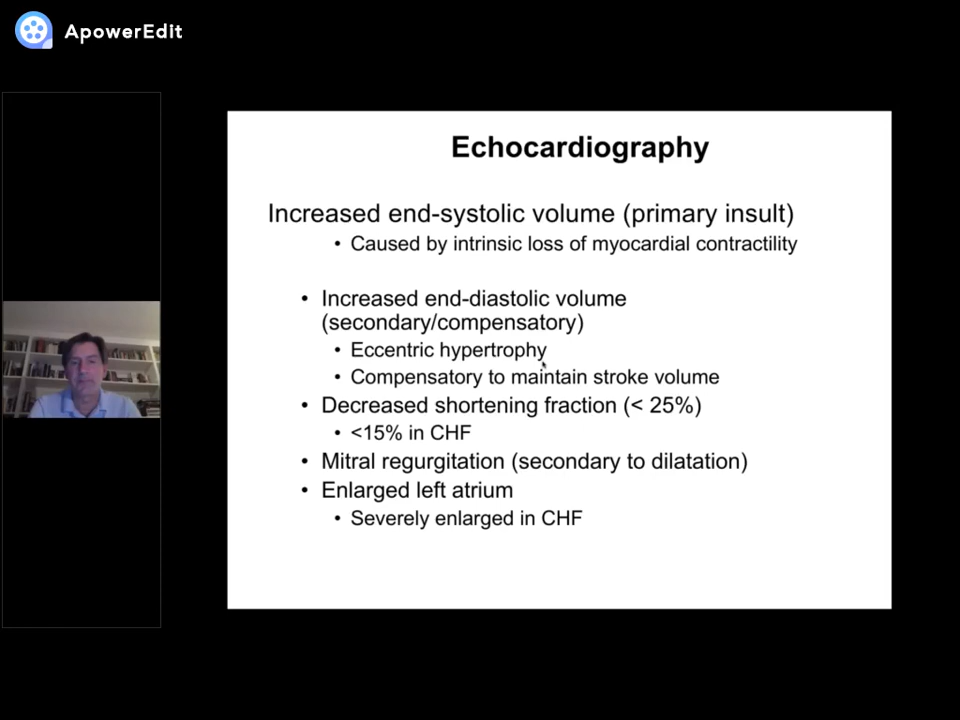 ApowerEdit
Echocardiography
Increased end-systolic volume (primary insult)
• Caused by intrinsic loss of myocardial contractility
• Increased end-diastolic volume
(secondary/compensatory)
• Eccentric hypertrophy
• Compensatory to maintain stroke volume
• Decreased shortening fraction (< 25%)
• <15% in CHF
• Mitral regurgitation (secondary to dilatation)
• Enlarged left atrium
• Severely enlarged in CHF